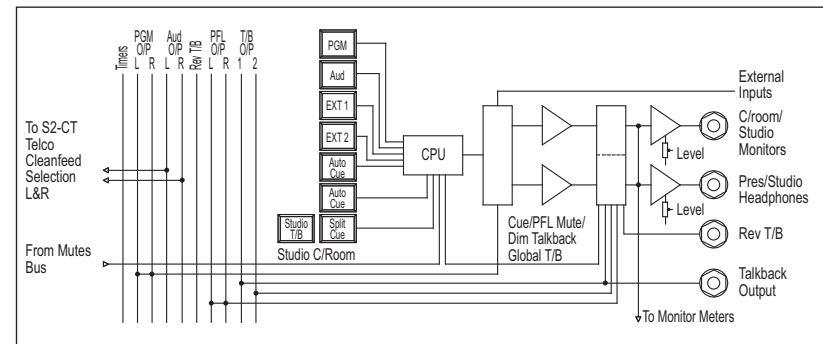 PGM Aud PFL T/B
O/P O/P O/P O/P
Timers L R L R Rev T/B L R 1 2
To S2-CT
Telco
Cleanfeed
Selection
L&R
From Mutes
Bus
PGM
Aud
EXT 1
EXT 2
Auto
Cue
Auto
Cue
Studio
T/B
Split
Cue
Studio C/Room
CPU
Cue/PFL Mute/
Dim Talkback
Global T/B
External
Inputs
C/room/
Studio
Monitors
Level
Pres/Studio
Headphones
Level
Rev T/B
Talkback
Output
To Monitor Meters